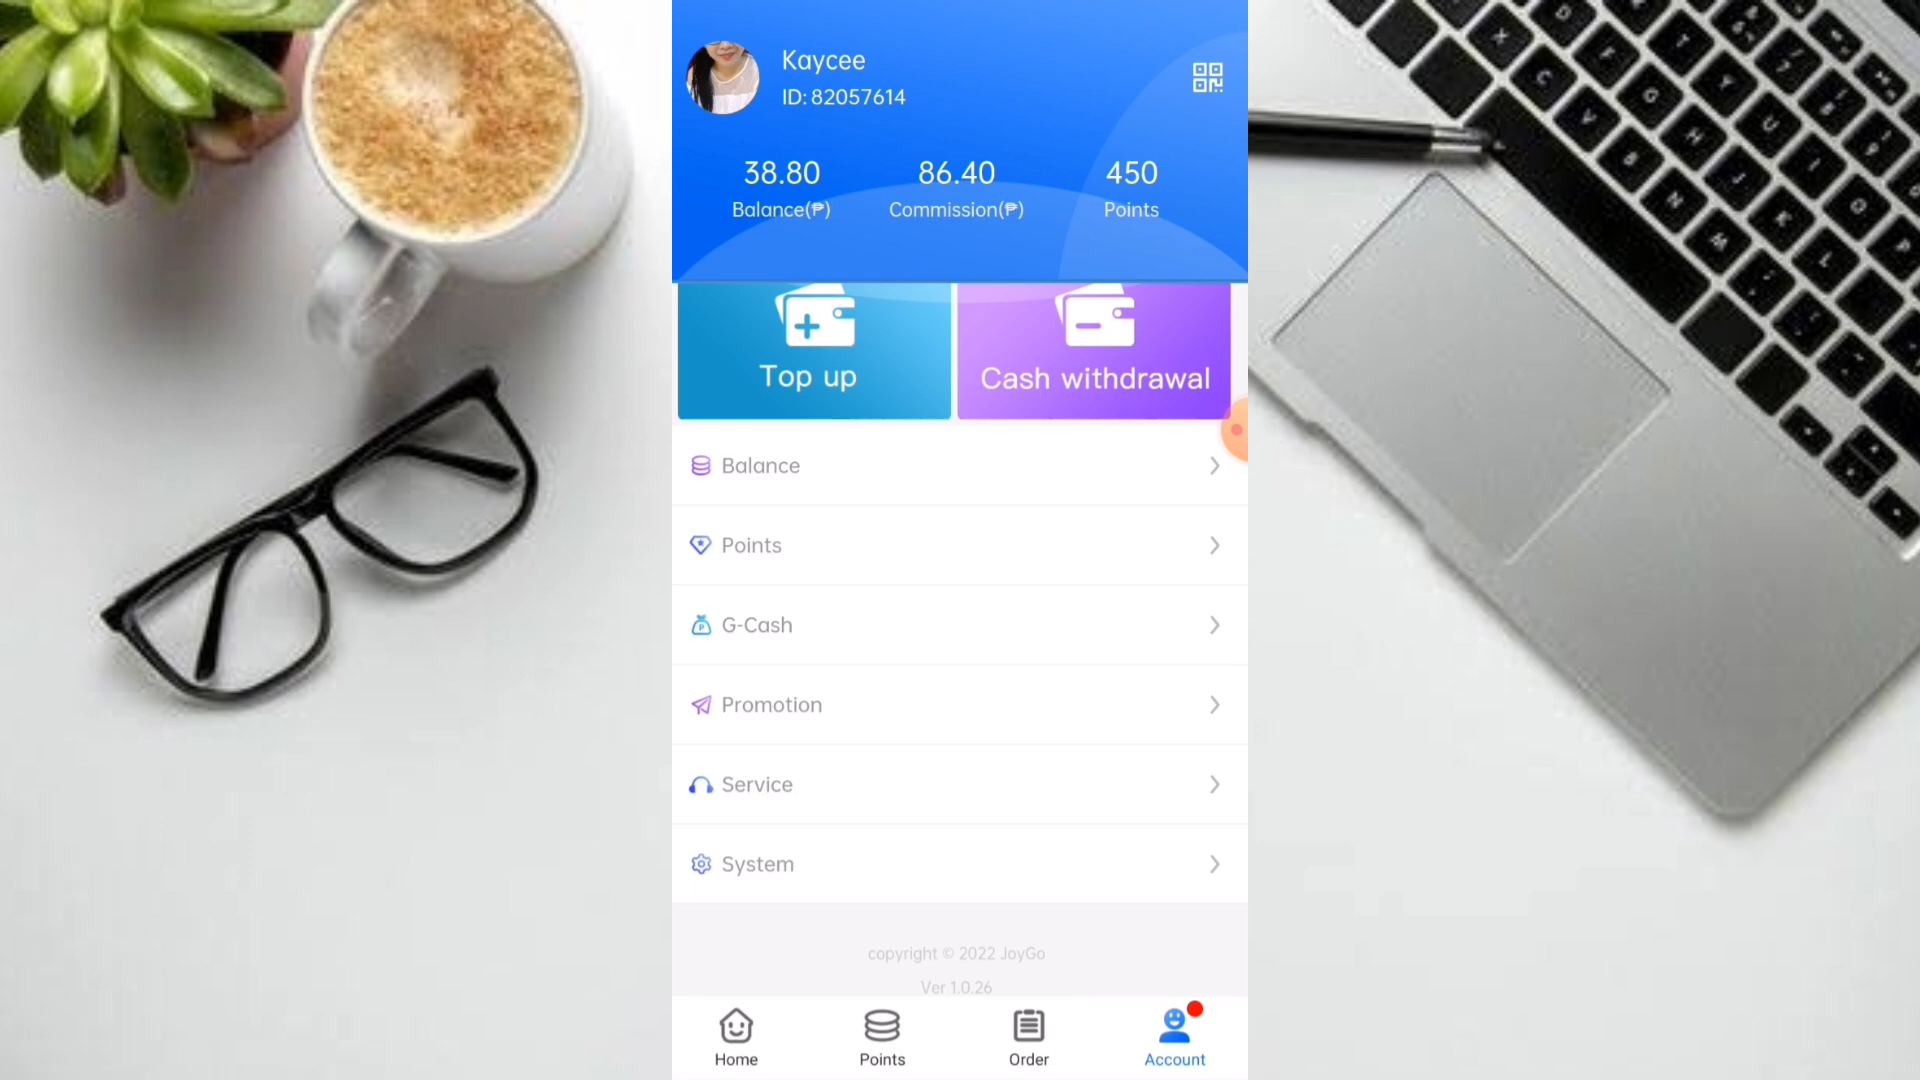 Kaycee
ID: 82057614
38.80
86.40
450
Balance(₱)
Commission(₱)
Points
Top up
Cash withdrawal
Balance
Points
G-Cash
Promotion
Service
System
copyright © 2022 JoyGo
Ver 1.0.26
Home
Points
Order
Account